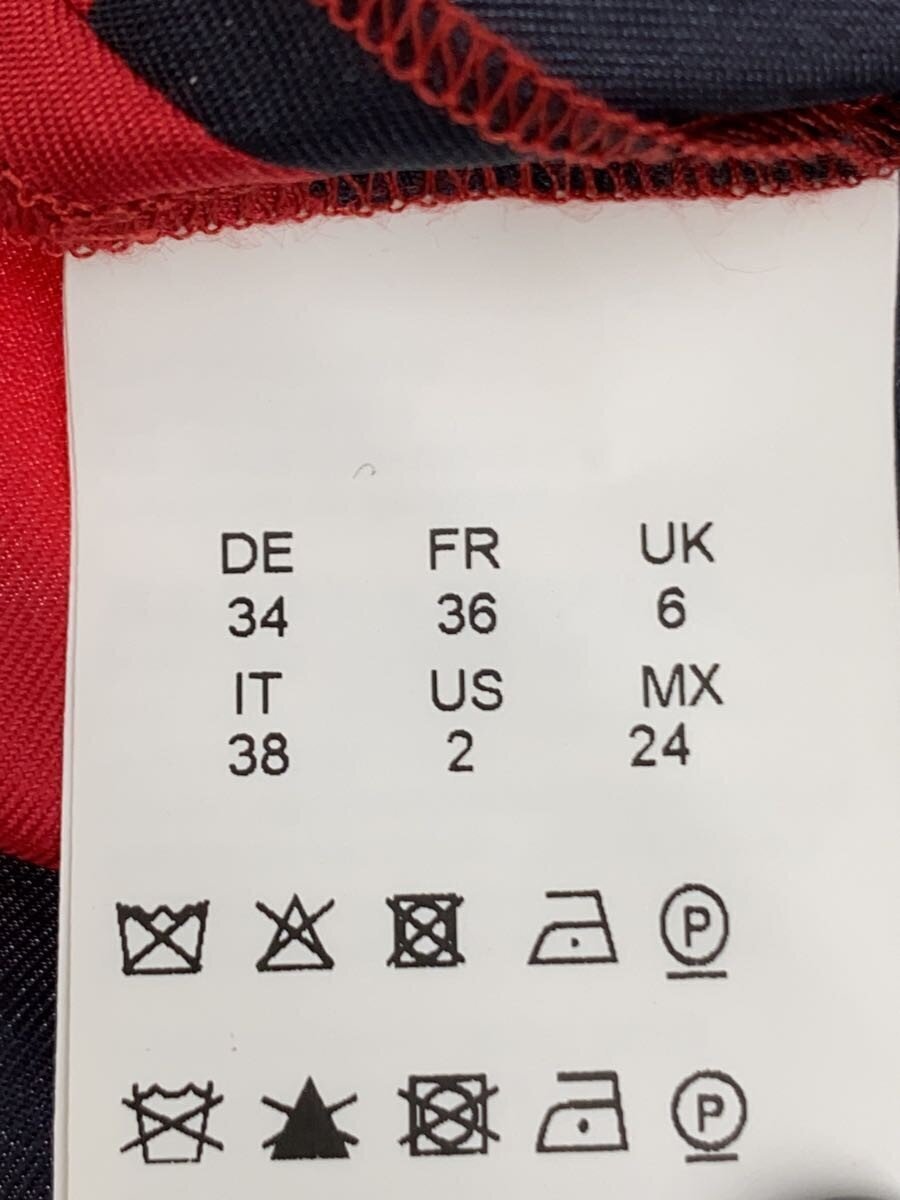 DE FR UK
34 36 6
IT US MX
38 2 24
P
P